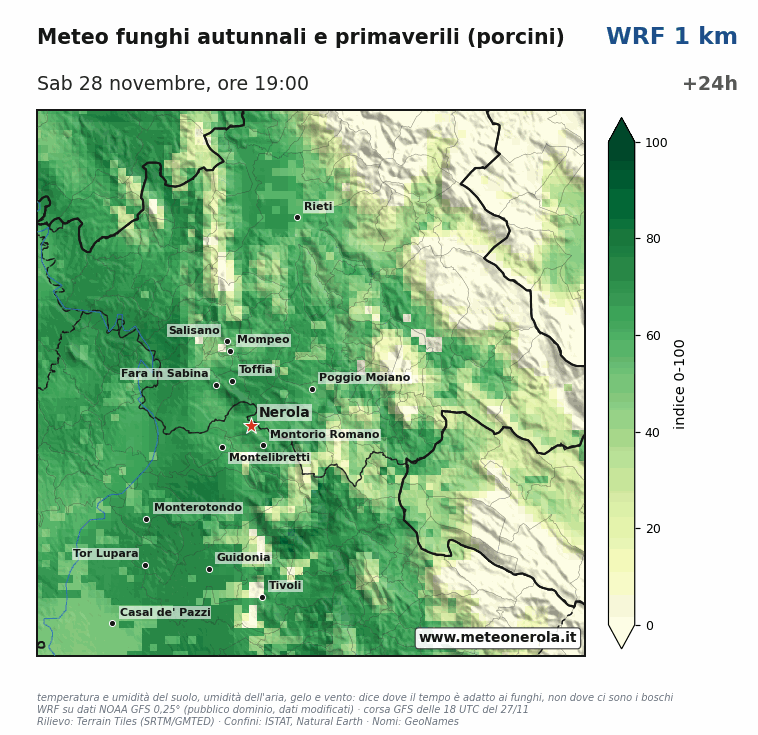 Meteo funghi autunnali e primaverili (porcini)
WRF 1 km
Sab 28 novembre, ore 19:00
+24h
Rieti
Salisano
Mompeo
Fara in Sabina
Toffia
Poggio Moiano
Nerola
Montorio Romano
Montelibretti
Monterotondo
Tor Lupara
Guidonia
Tivoli
Casal de' Pazzi
www.meteonerola.it
100
80
60
40
20
0
indice 0-100
temperatura e umidità del suolo, umidità dell'aria, gelo e vento: dice dove il tempo è adatto ai funghi, non dove ci sono i boschi
WRF su dati NOAA GFS 0,25° (pubblico dominio, dati modificati) · corsa GFS delle 18 UTC del 27/11
Rilievo: Terrain Tiles (SRTM/GMTED) · Confini: ISTAT, Natural Earth · Nomi: GeoNames